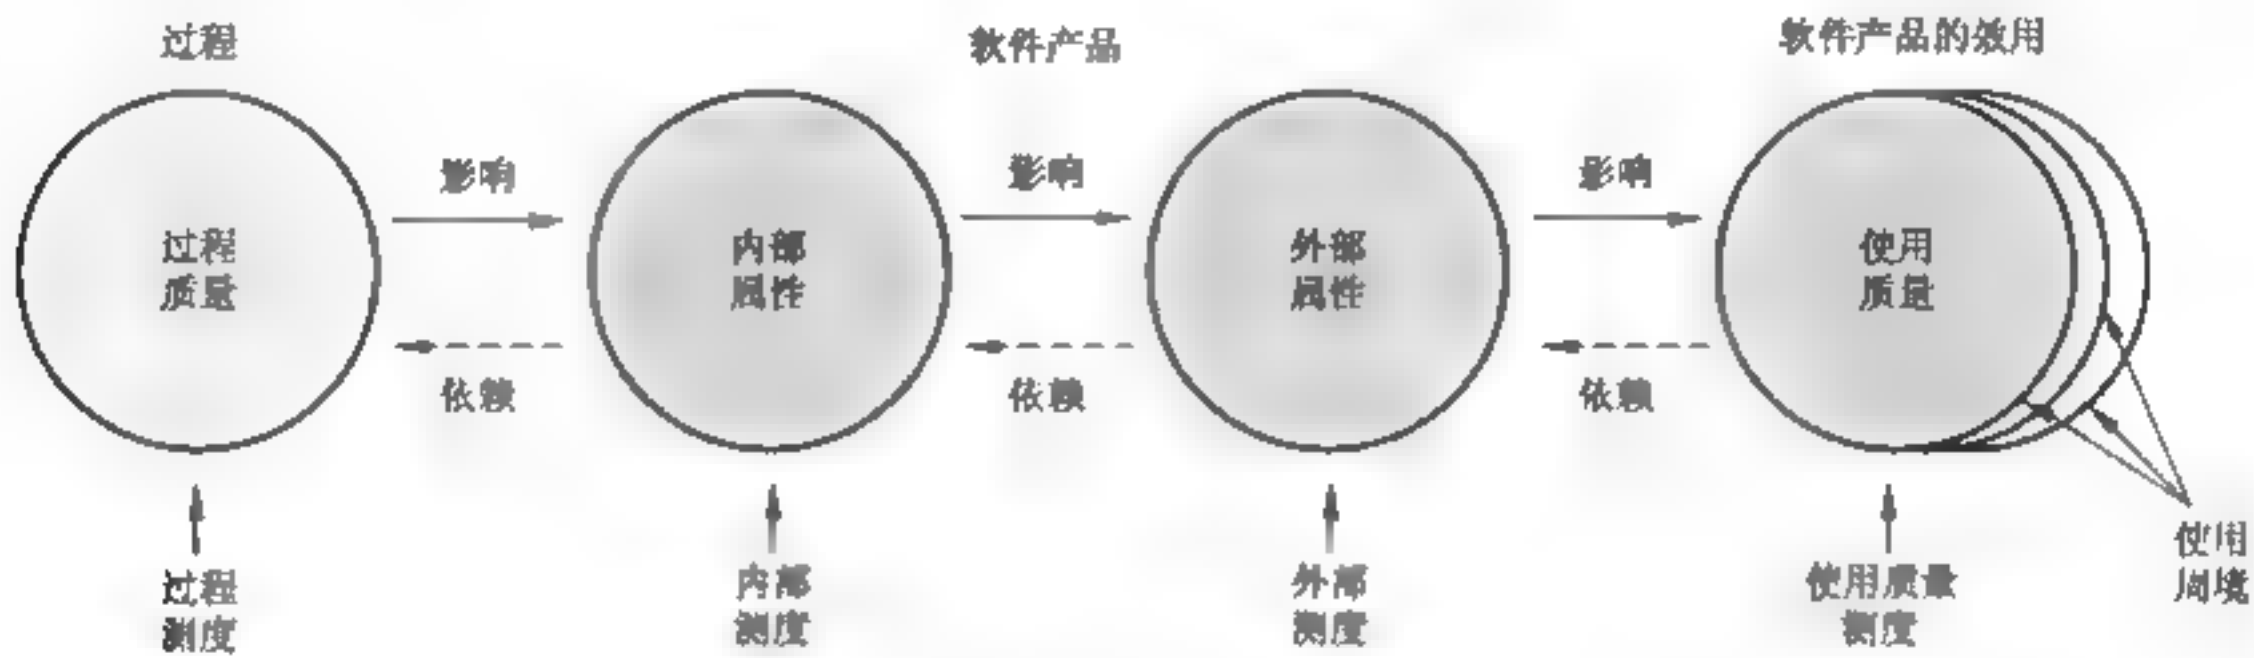 过程
软件产品
软件产品的效用
影响
影响
影响
过程
质量
内部
属性
外部
属性
使用
质量
依赖
依赖
依赖
使用
周境
过程
测度
内部
测度
外部
测度
使用质量
测度